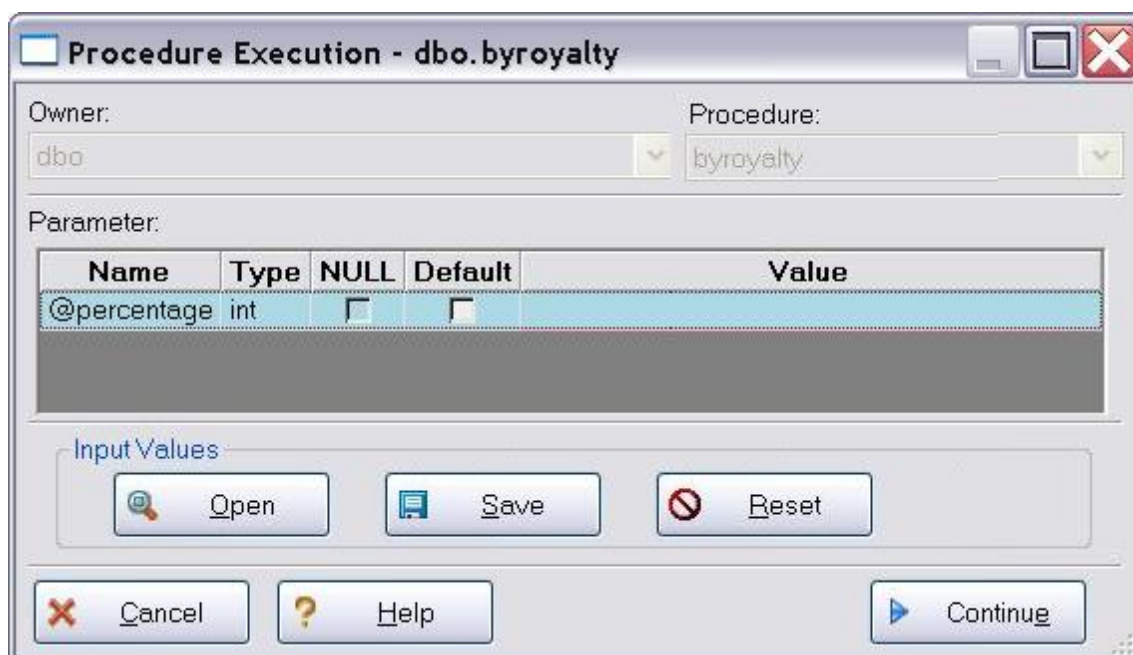 Procedure Execution - dbo.byroyalty
Owner: Procedure:
dbo byroyalty
Parameter:
Name Type NULL Default Value
@percentage int
Input Values
Open Save Reset
Cancel Help Continue